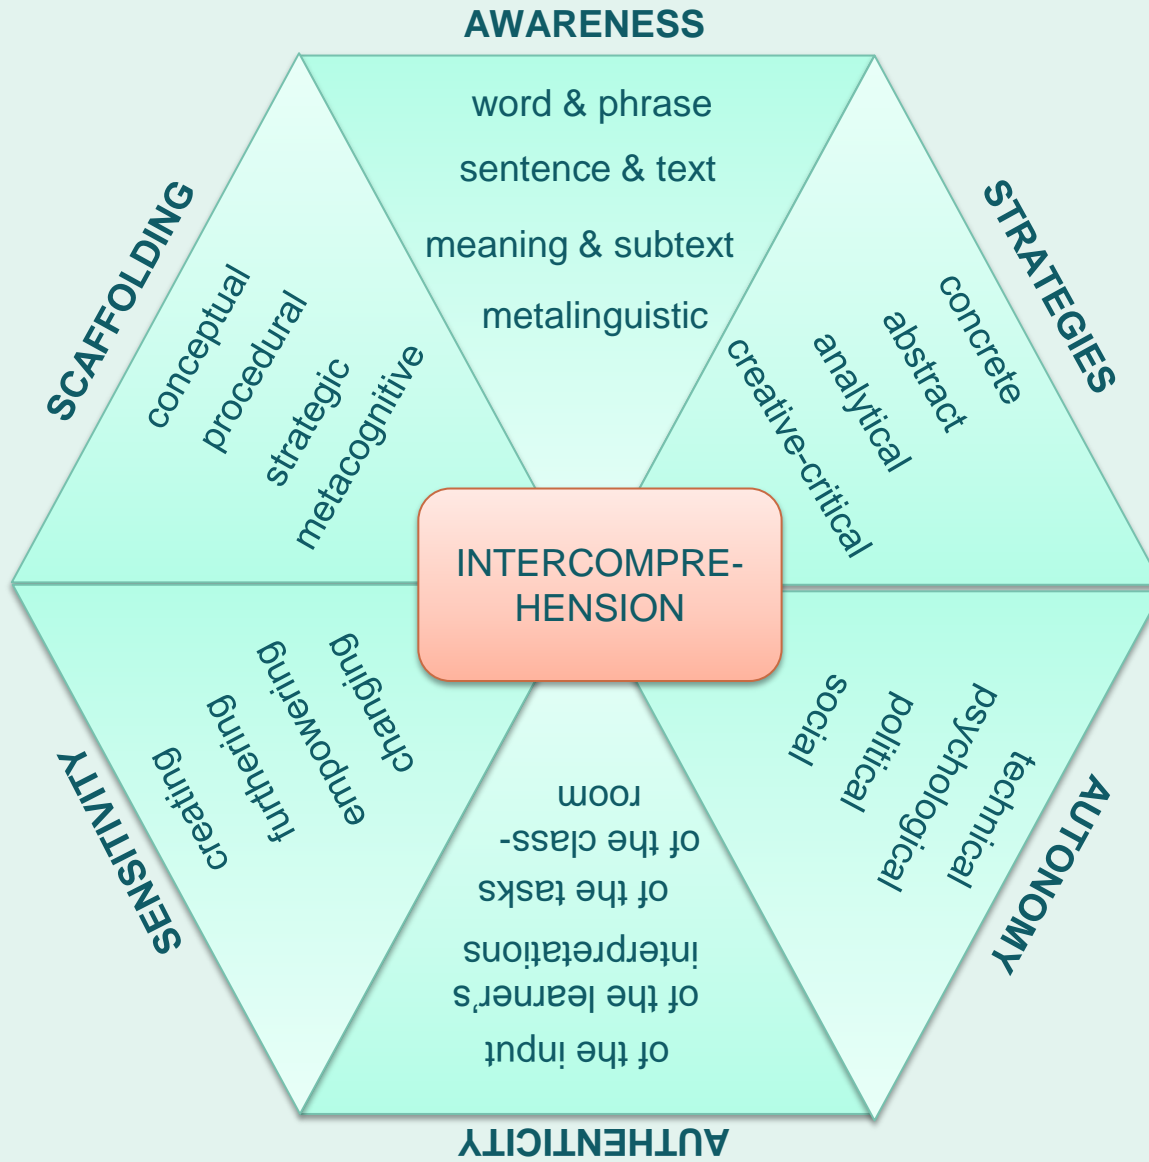 AWARENESS
word & phrase
sentence & text
meaning & subtext
metalinguistic
STRATEGIES
concrete
abstract
analytical
creative-critical
AUTONOMY
technical
psychological
political
social
AUTHENTICITY
of the input
of the learner's
interpretations
of the tasks
of the class-
room
SENSITIVITY
creating
furthering
empowering
changing
SCAFFOLDING
conceptual
procedural
strategic
metacognitive
INTERCOMPRE-
HENSION